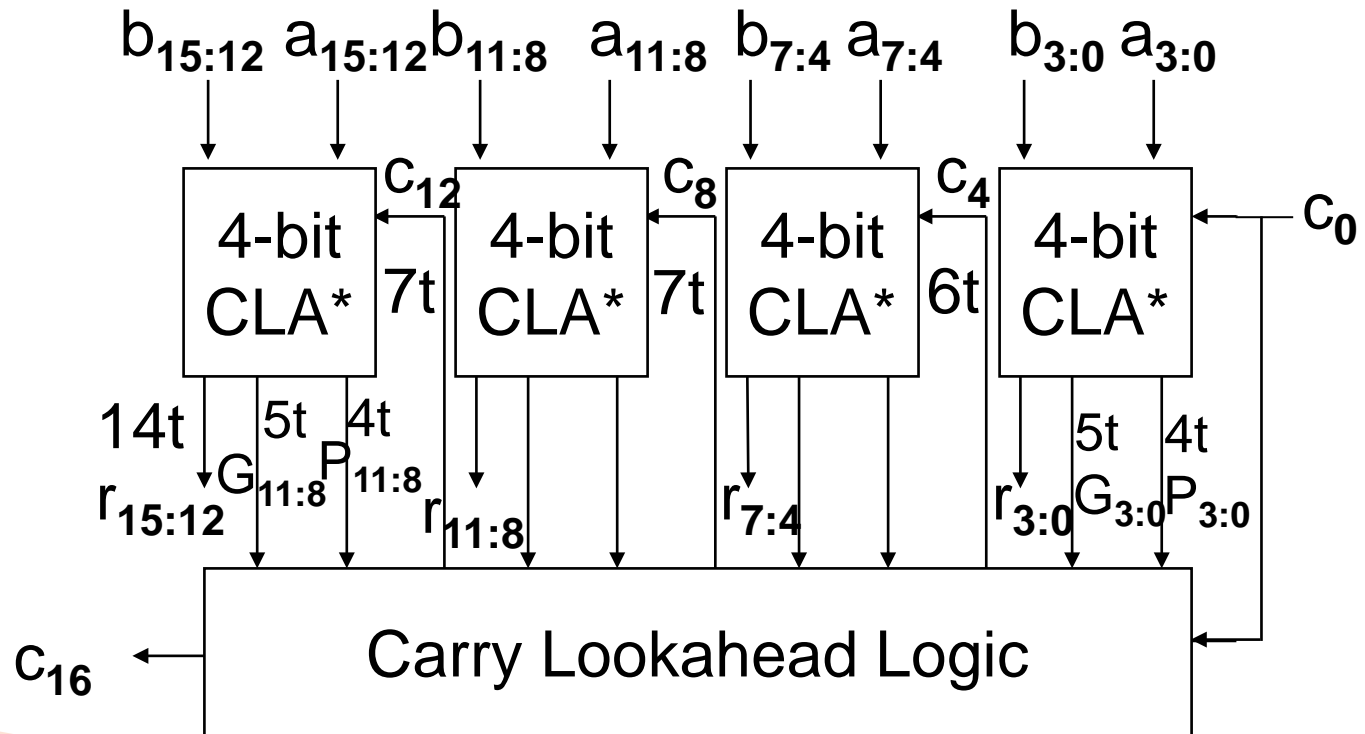 b15:12 a15:12 b11:8 a11:8 b7:4 a7:4 b3:0 a3:0
c12 c8 c4 c0
4-bit CLA* 4-bit CLA* 4-bit CLA* 4-bit CLA*
7t 7t 6t
14t 5t 4t 5t 4t
r15:12 G11:8 P11:8 r11:8 r7:4 r3:0 G3:0 P3:0
Carry Lookahead Logic
c16